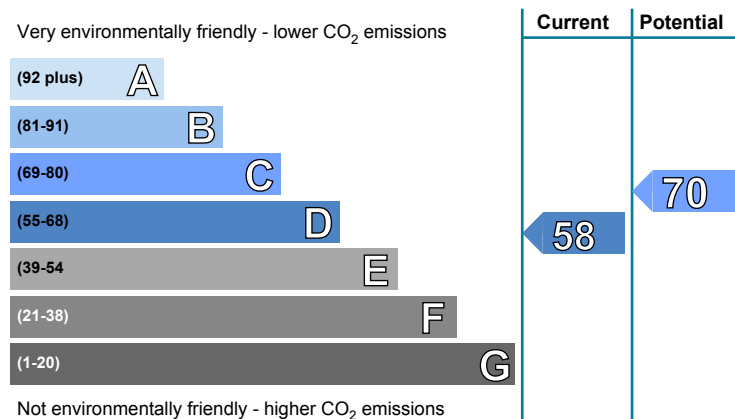 Current Potential
Very environmentally friendly - lower CO₂ emissions
(92 plus) A
(81-91) B
(69-80) C
70
(55-68) D
58
(39-54 E
(21-38) F
(1-20) G
Not environmentally friendly - higher CO₂ emissions